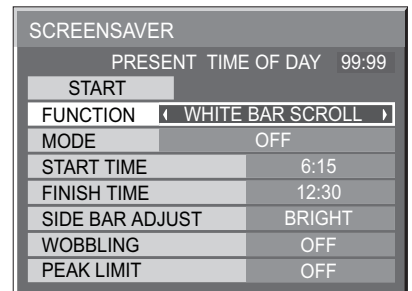 SCREENSAVER
PRESENT TIME OF DAY 99:99
START
FUNCTION WHITE BAR SCROLL
MODE OFF
START TIME 6:15
FINISH TIME 12:30
SIDE BAR ADJUST BRIGHT
WOBBLING OFF
PEAK LIMIT OFF